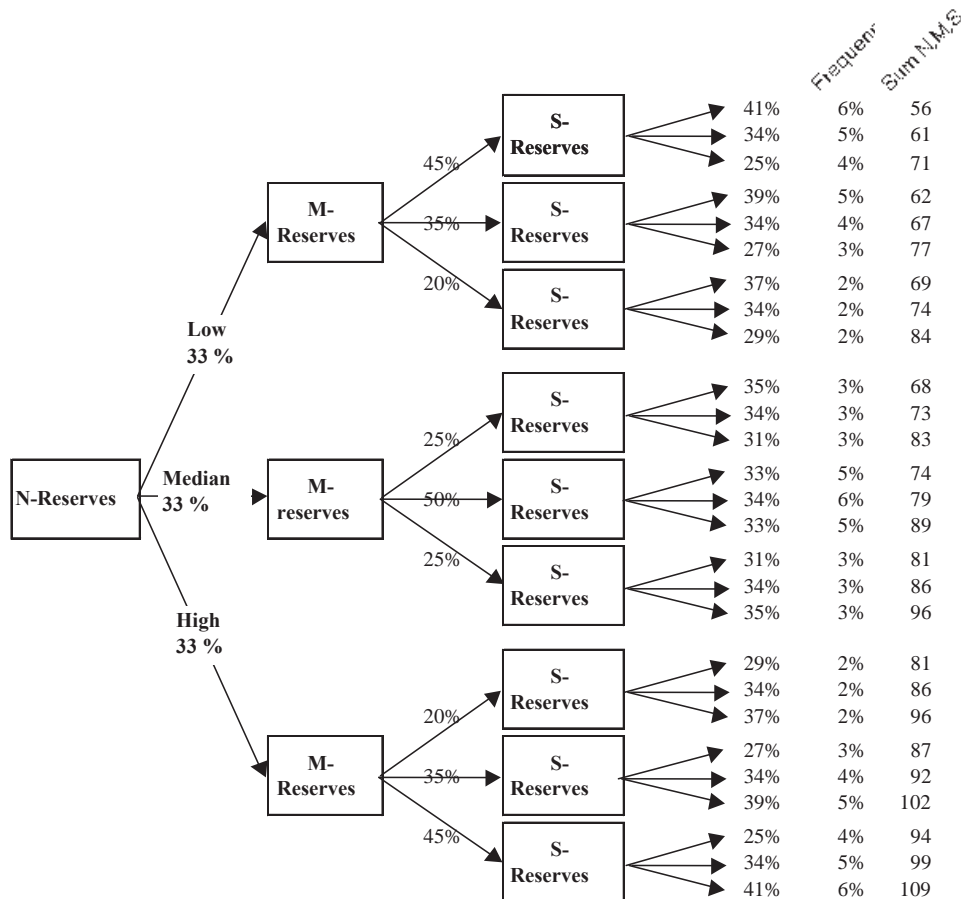 Sum N,M,S
S-
Reserves
41% 6% 56
34% 5% 61
25% 4% 71
45%
M-
Reserves
35%
S-
Reserves
39% 5% 62
34% 4% 67
27% 3% 77
20%
S-
Reserves
37% 2% 69
34% 2% 74
29% 2% 84
Low
33 %
S-
Reserves
35% 3% 68
34% 3% 73
31% 3% 83
25%
N-Reserves
Median
33 %
M-
reserves
50%
S-
Reserves
33% 5% 74
34% 6% 79
33% 5% 89
25%
S-
Reserves
31% 3% 81
34% 3% 86
35% 3% 96
High
33 %
S-
Reserves
29% 2% 81
34% 2% 86
37% 2% 96
20%
M-
Reserves
35%
S-
Reserves
27% 3% 87
34% 4% 92
39% 5% 102
45%
S-
Reserves
25% 4% 94
34% 5% 99
41% 6% 109